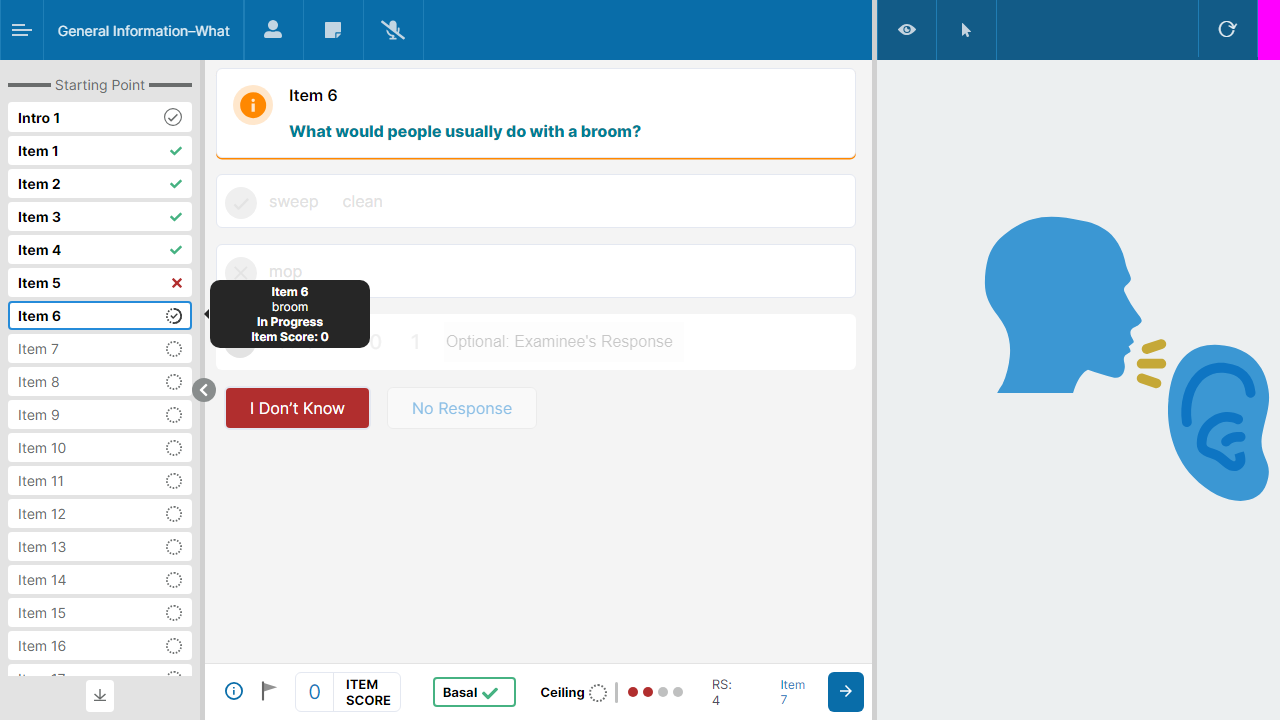 General Information–What
Starting Point
Intro 1
Item 1
Item 2
Item 3
Item 4
Item 5
Item 6
Item 7
Item 8
Item 9
Item 10
Item 11
Item 12
Item 13
Item 14
Item 15
Item 16
Item 6
What would people usually do with a broom?
sweep clean
mop
Item 6
broom
In Progress
Item Score: 0
0 1 Optional: Examinee's Response
I Don’t Know No Response
0 ITEM
SCORE
Basal
Ceiling
RS:
4
Item
7